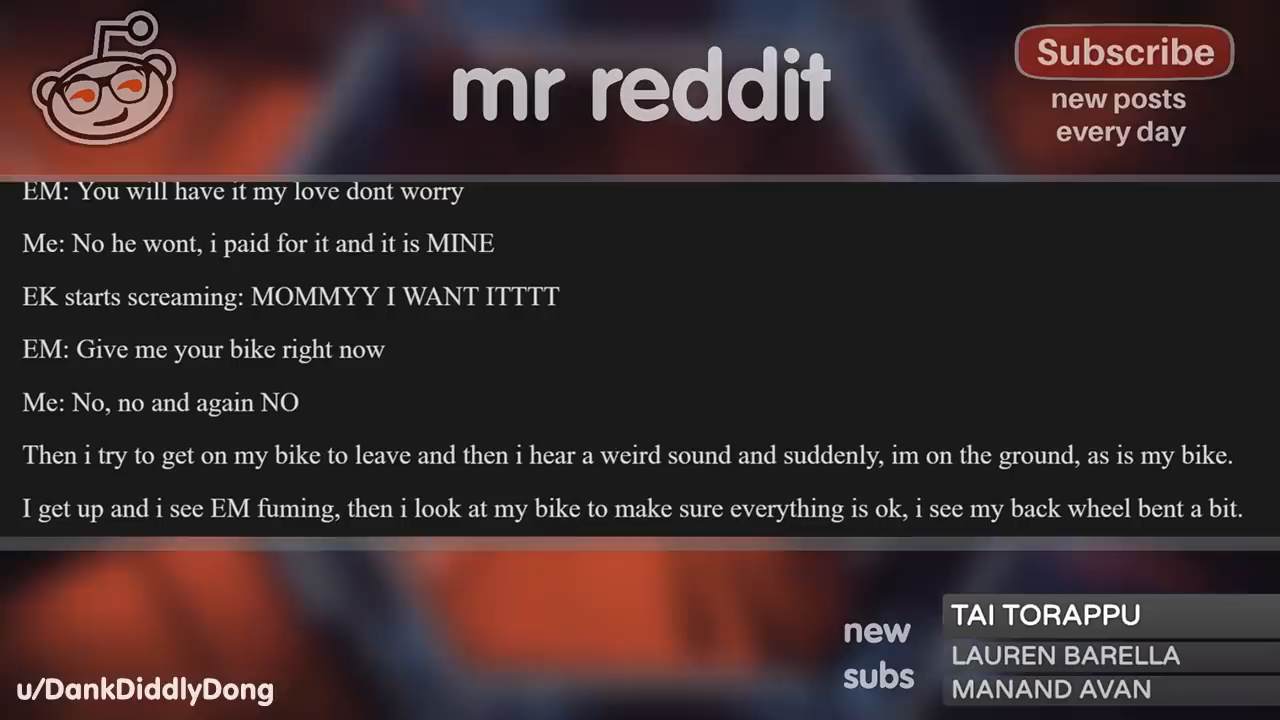 mr reddit
Subscribe
new posts
every day
EM: You will have it my love dont worry
Me: No he wont, i paid for it and it is MINE
EK starts screaming: MOMMYY I WANT ITTTT
EM: Give me your bike right now
Me: No, no and again NO
Then i try to get on my bike to leave and then i hear a weird sound and suddenly, im on the ground, as is my bike.
I get up and i see EM fuming, then i look at my bike to make sure everything is ok, i see my back wheel bent a bit.
u/DankDiddlyDong
new
subs
TAI TORAPPU
LAUREN BARELLA
MANAND AVAN